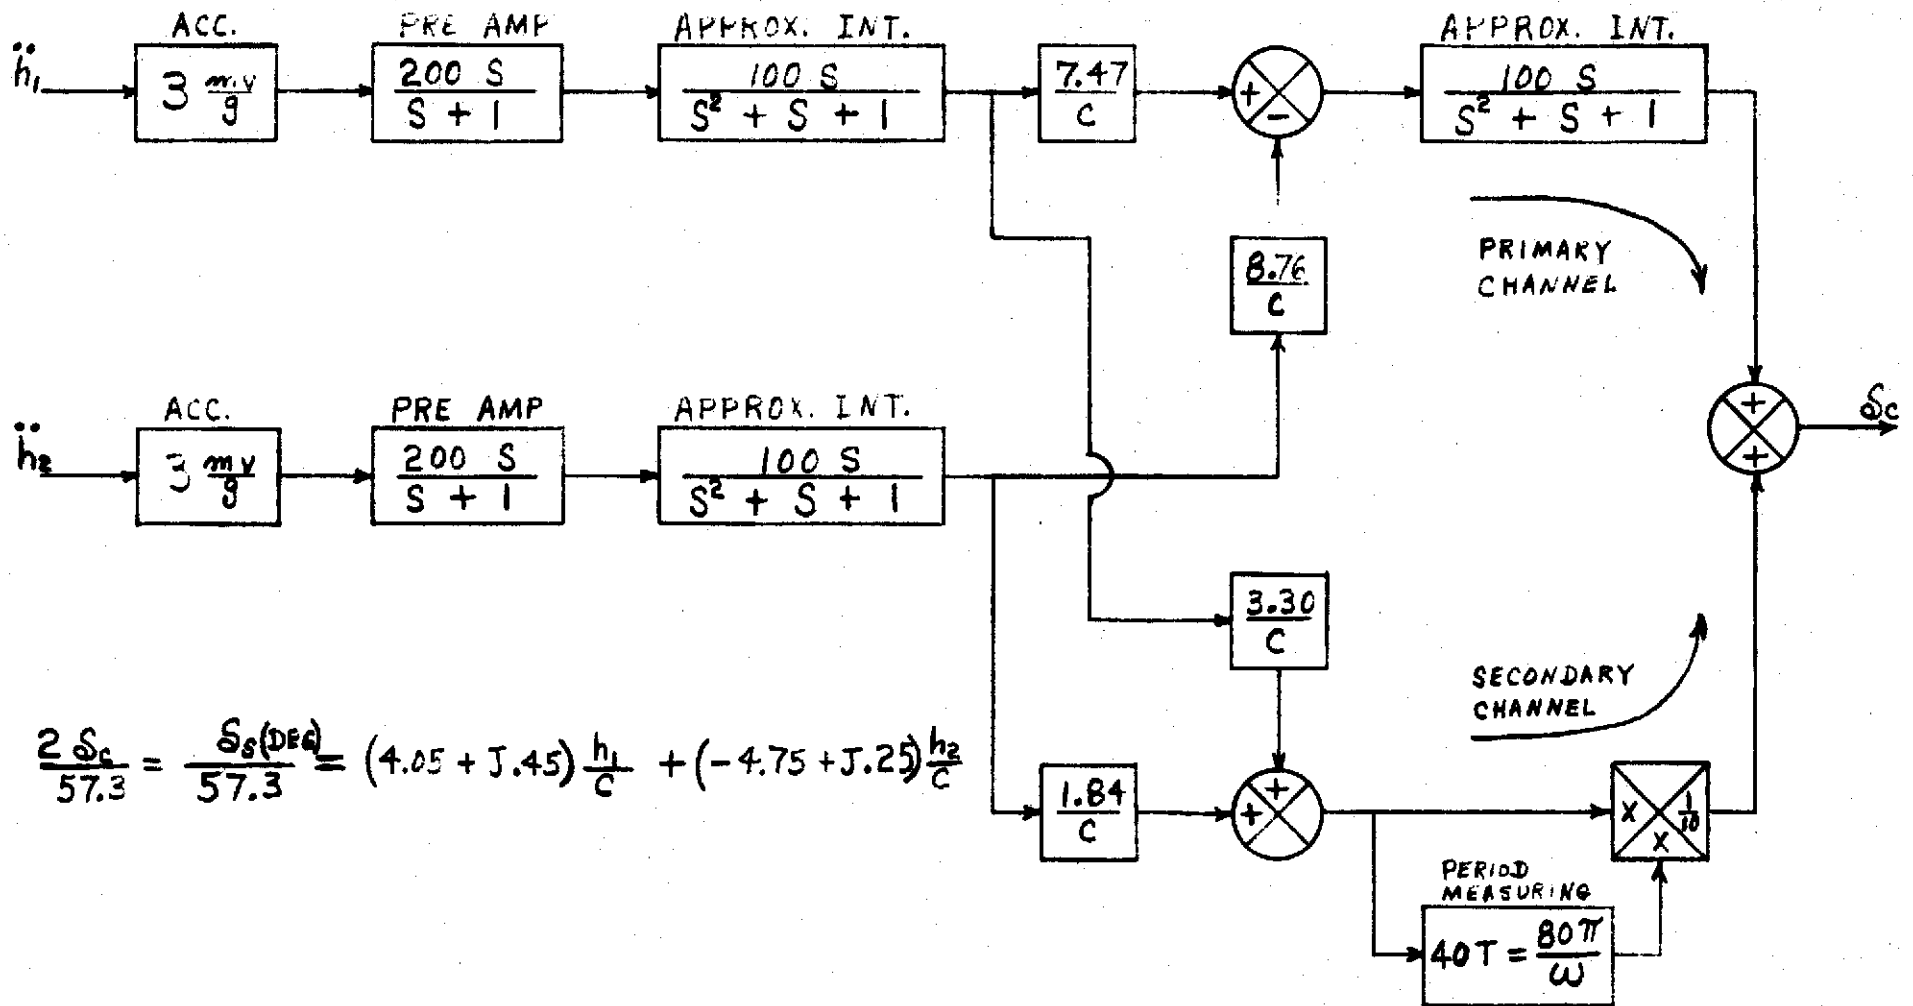 ACC.
PRE AMP
APPROX. INT.
APPROX. INT.
ḧ₁
3 mv/g
200 S / S + 1
100 S / S² + S + 1
7.47 / C
+
-
100 S / S² + S + 1
PRIMARY
CHANNEL
8.76 / C
ACC.
PRE AMP
APPROX. INT.
ḧ₂
3 mv/g
200 S / S + 1
100 S / S² + S + 1
+
+
δc
3.30 / C
SECONDARY
CHANNEL
2 δc / 57.3 = δs(DEG) / 57.3 = (4.05 + J.45) h₁/C + (-4.75 + J.25) h₂/C
1.84 / C
+
+
X
1/10
X
PERIOD
MEASURING
40T = 80π / ω